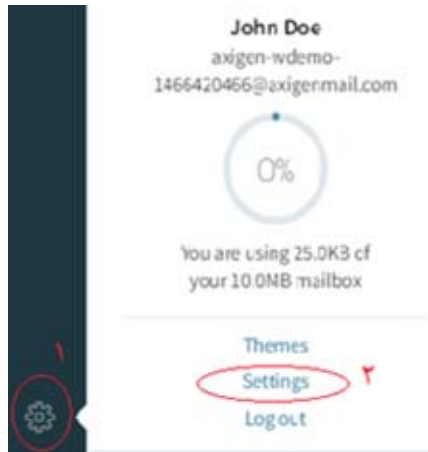 John Doe
axigen-wdemo-
1466420466@axigenmail.com
0%
You are using 25.0KB of
your 10.0MB mailbox
۱
Themes
Settings
۲
Log out